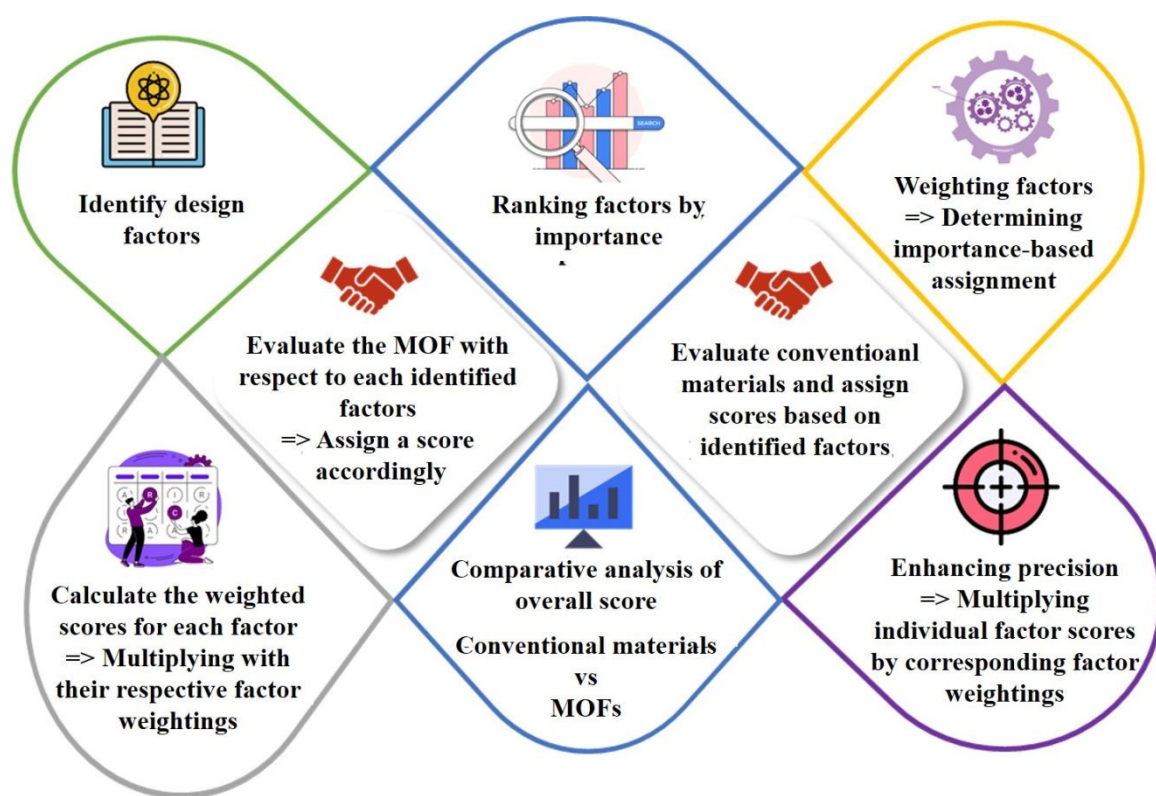 Identify design
factors
SEARCH
Ranking factors by
importance
Weighting factors
=> Determining
importance-based
assignment
Evaluate the MOF with
respect to each identified
factors
=> Assign a score
accordingly
Evaluate conventioanl
materials and assign
scores based on
identified factors
A R I R
C
R A A
Calculate the weighted
scores for each factor
=> Multiplying with
their respective factor
weightings
Comparative analysis of
overall score
Conventional materials
vs
MOFs
Enhancing precision
=> Multiplying
individual factor scores
by corresponding factor
weightings